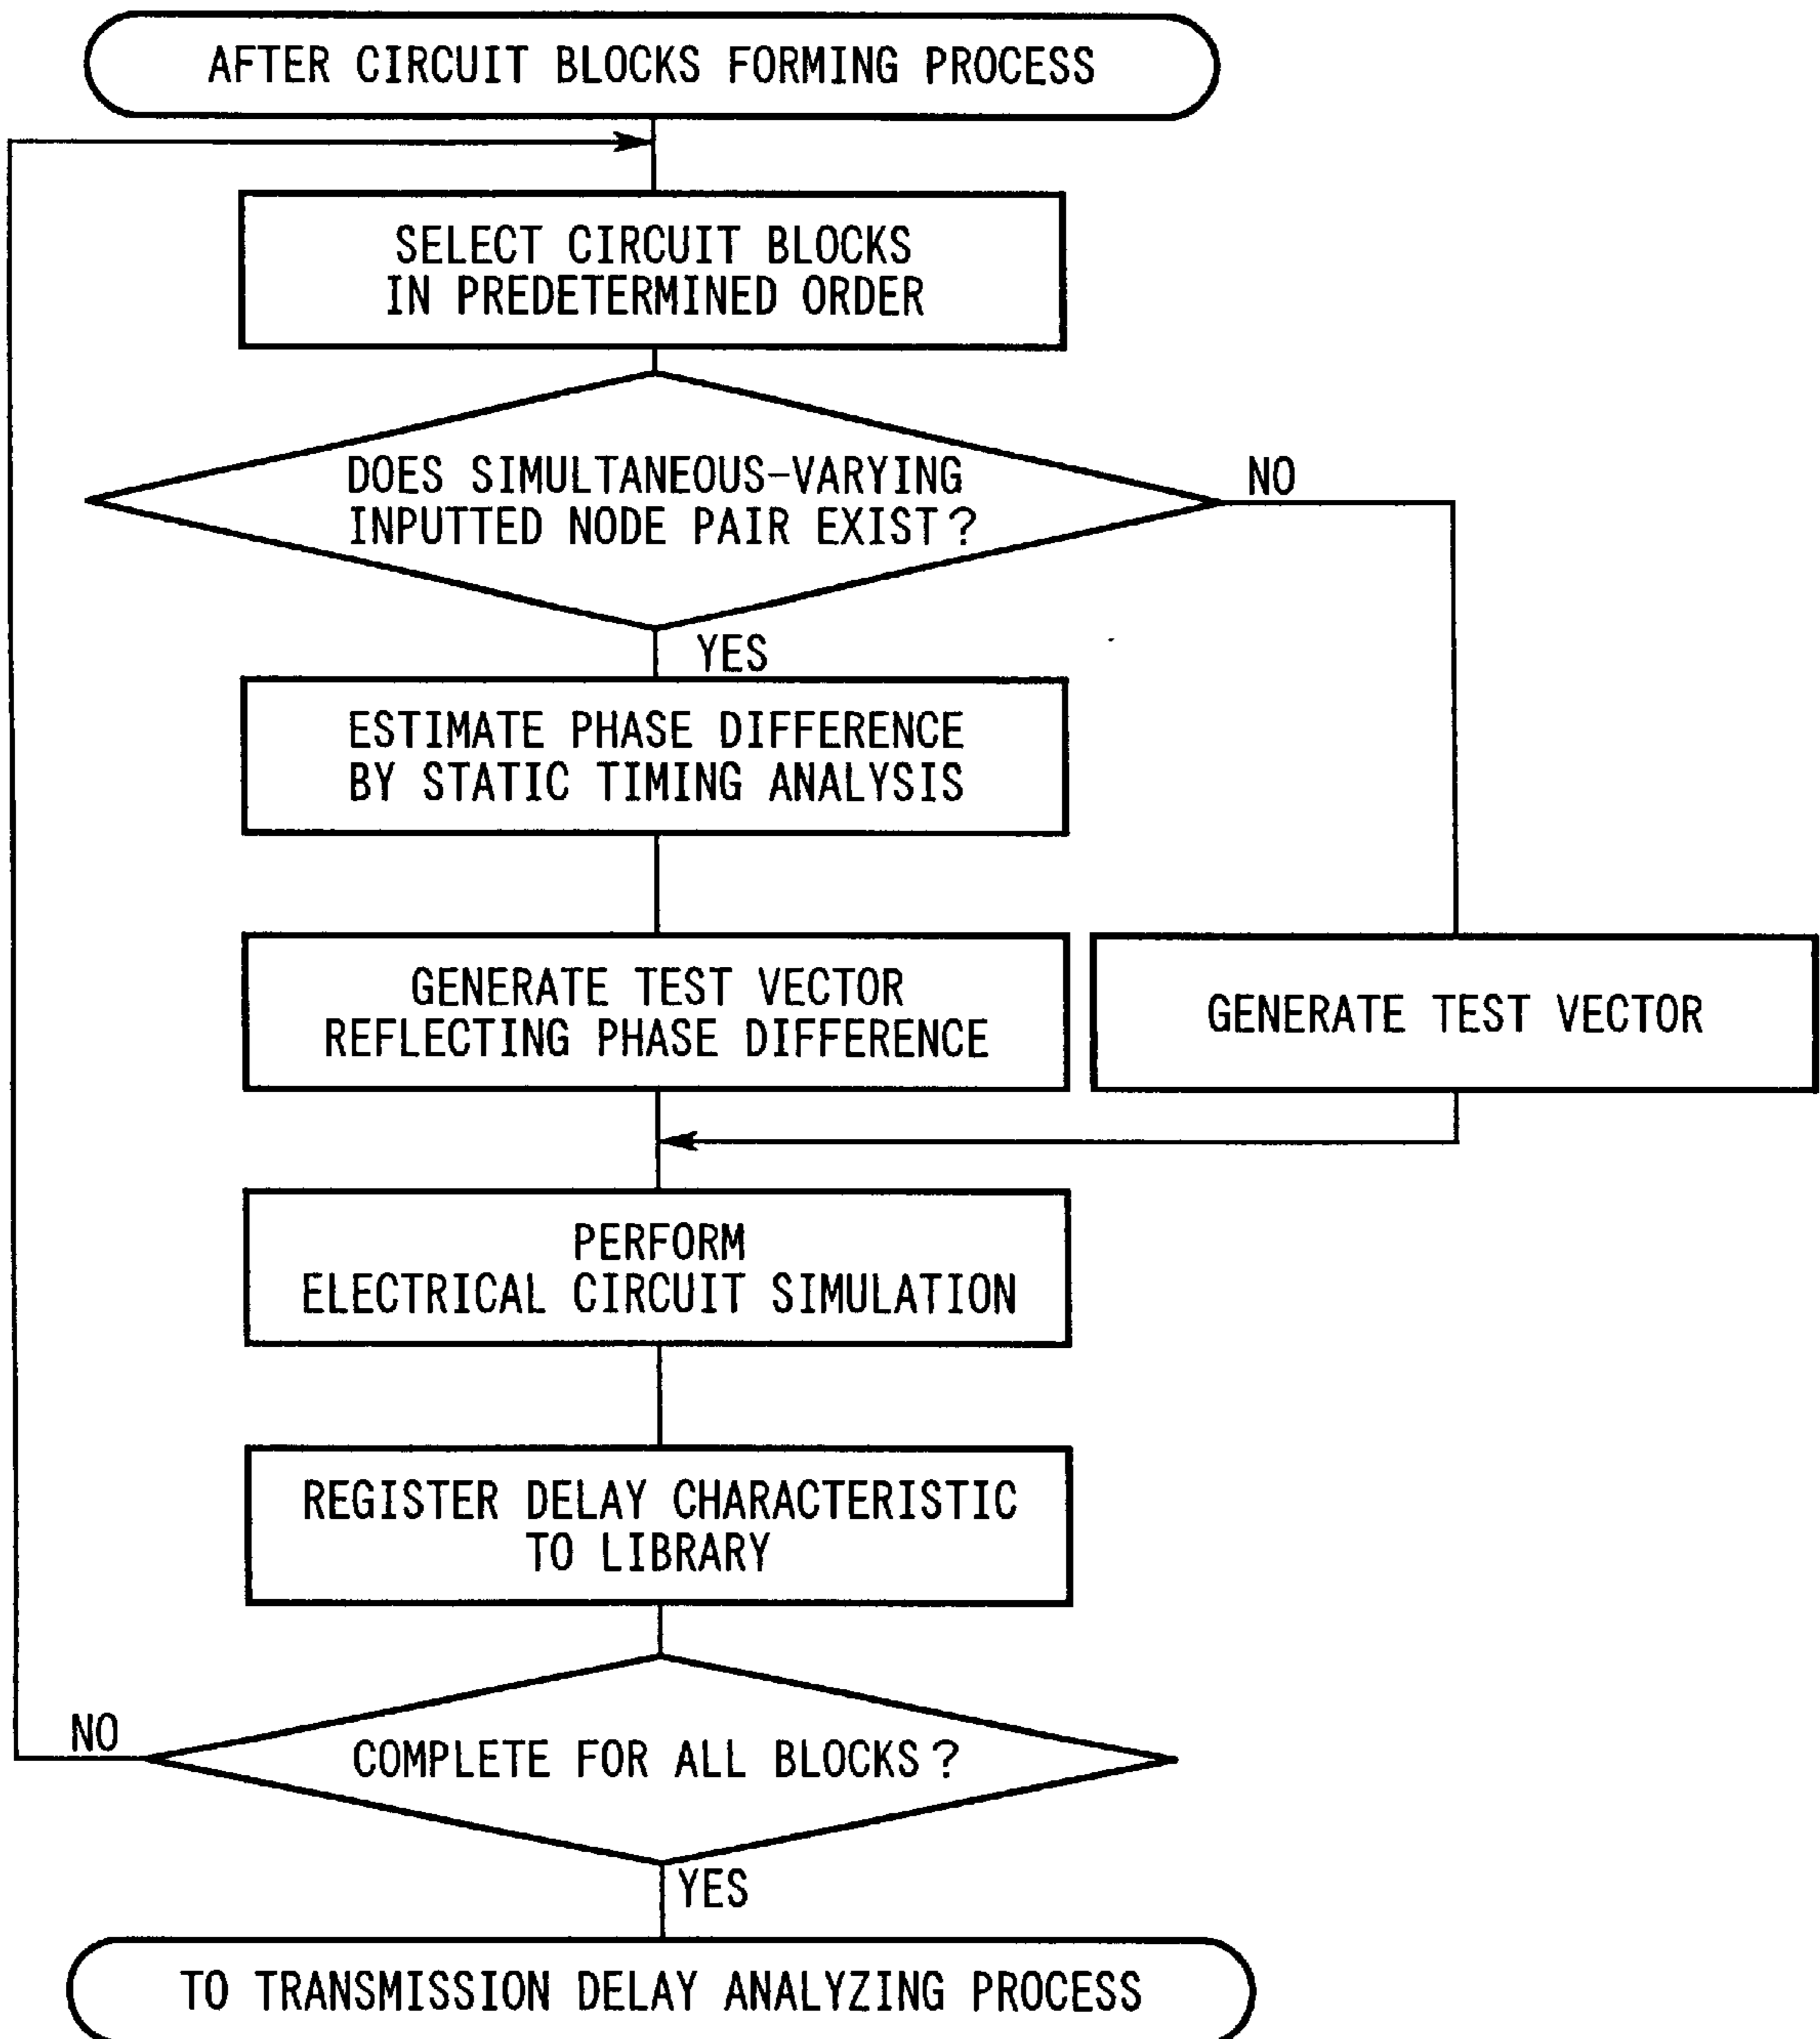 AFTER CIRCUIT BLOCKS FORMING PROCESS
SELECT CIRCUIT BLOCKS
IN PREDETERMINED ORDER
DOES SIMULTANEOUS-VARYING
INPUTTED NODE PAIR EXIST?
NO
YES
ESTIMATE PHASE DIFFERENCE
BY STATIC TIMING ANALYSIS
GENERATE TEST VECTOR
REFLECTING PHASE DIFFERENCE
GENERATE TEST VECTOR
PERFORM
ELECTRICAL CIRCUIT SIMULATION
REGISTER DELAY CHARACTERISTIC
TO LIBRARY
NO
COMPLETE FOR ALL BLOCKS?
YES
TO TRANSMISSION DELAY ANALYZING PROCESS